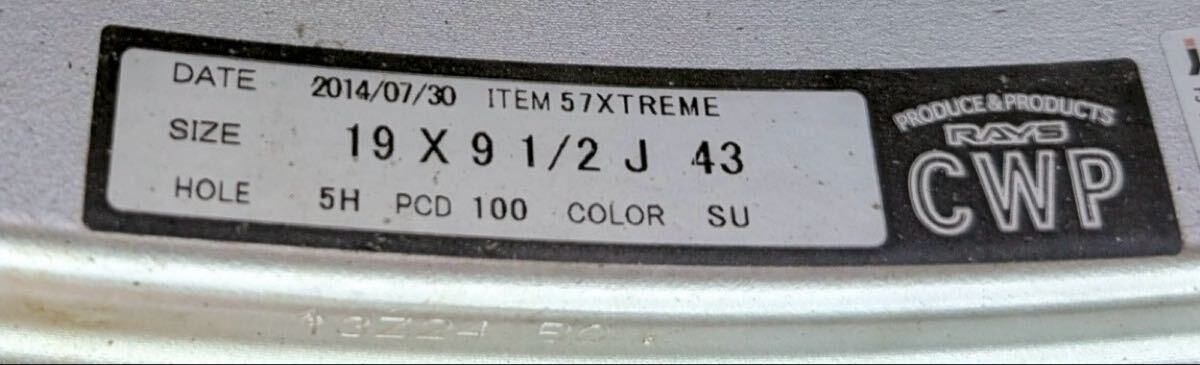 DATE 2014/07/30 ITEM 57XTREME
SIZE 19 X 9 1/2 J 43
HOLE 5H PCD 100 COLOR SU
PRODUCE & PRODUCTS
RAYS
CWP